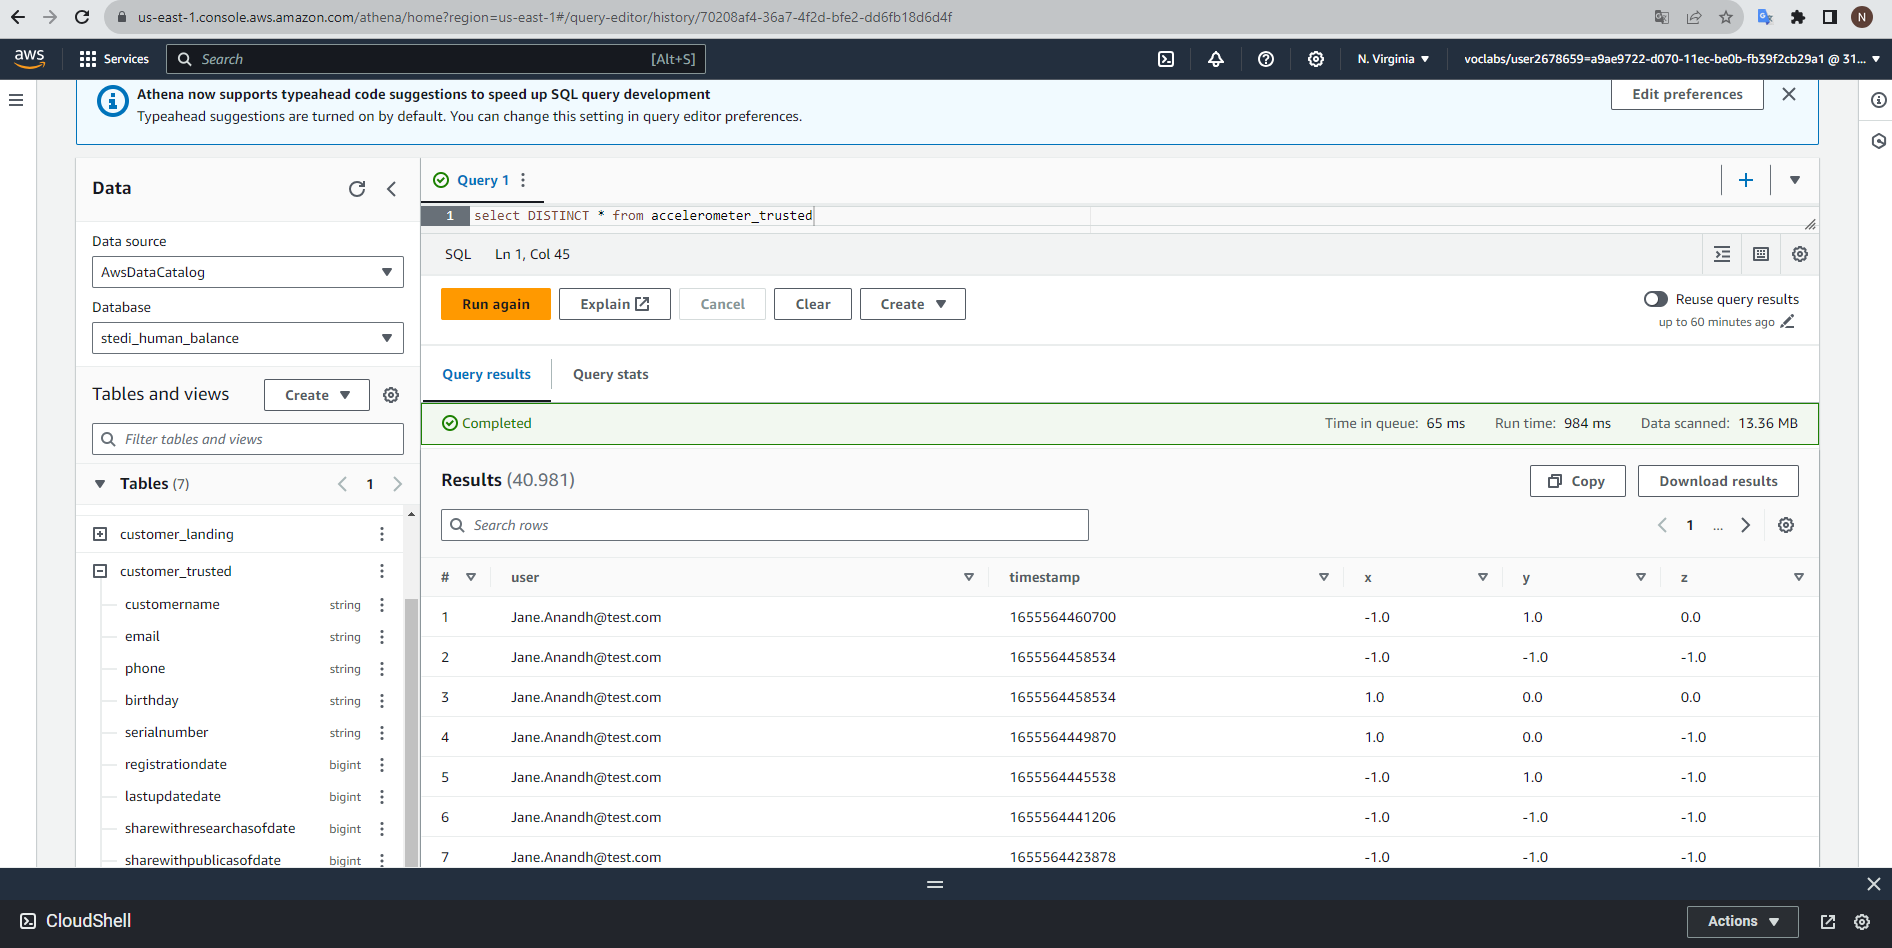 us-east-1.console.aws.amazon.com/athena/home?region=us-east-1#/query-editor/history/70208af4-36a7-4f2d-bfe2-dd6fb18d6d4f
N
aws
Services
Search [Alt+S]
N. Virginia
voclabs/user2678659=a9ae9722-d070-11ec-be0b-fb39f2cb29a1 @ 31...
Athena now supports typeahead code suggestions to speed up SQL query development
Typeahead suggestions are turned on by default. You can change this setting in query editor preferences.
Edit preferences
Data
Data source
AwsDataCatalog
Database
stedi_human_balance
Tables and views
Create
Filter tables and views
Tables (7)
1
customer_landing
customer_trusted
customername string
email string
phone string
birthday string
serialnumber string
registrationdate bigint
lastupdatedate bigint
sharewithresearchasofdate bigint
sharewithpublicasofdate bigint
Query 1
1 select DISTINCT * from accelerometer_trusted
SQL Ln 1, Col 45
Run again
Explain
Cancel
Clear
Create
Reuse query results
up to 60 minutes ago
Query results
Query stats
Completed
Time in queue: 65 ms Run time: 984 ms Data scanned: 13.36 MB
Results (40.981)
Copy
Download results
Search rows
1 ...
# user timestamp x y z
1 Jane.Anandh@test.com 1655564460700 -1.0 1.0 0.0
2 Jane.Anandh@test.com 1655564458534 -1.0 -1.0 -1.0
3 Jane.Anandh@test.com 1655564458534 1.0 0.0 0.0
4 Jane.Anandh@test.com 1655564449870 1.0 0.0 -1.0
5 Jane.Anandh@test.com 1655564445538 -1.0 1.0 -1.0
6 Jane.Anandh@test.com 1655564441206 -1.0 -1.0 -1.0
7 Jane.Anandh@test.com 1655564423878 -1.0 -1.0 -1.0
CloudShell
Actions